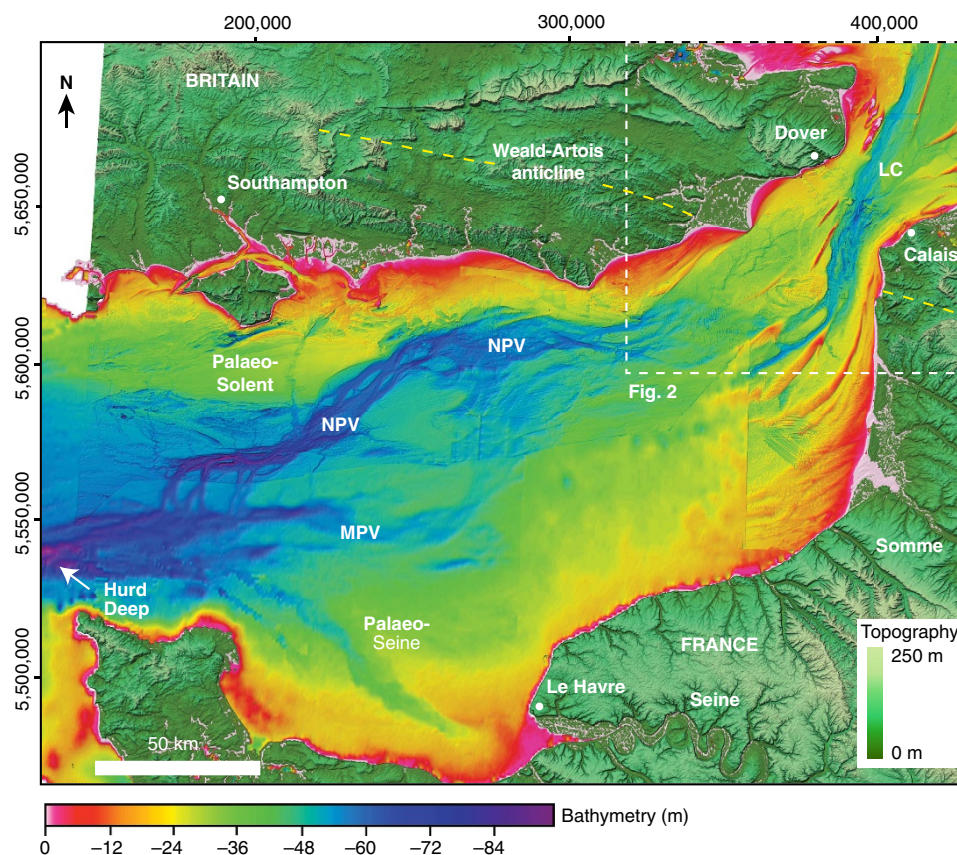 200,000
300,000
400,000
N
BRITAIN
Dover
Weald-Artois
anticline
LC
Southampton
5,650,000
Calais
Palaeo-
Solent
NPV
5,600,000
Fig. 2
NPV
5,550,000
MPV
Somme
Hurd
Deep
Palaeo-
Seine
FRANCE
Topography
250 m
0 m
5,500,000
Le Havre
Seine
50 km
Bathymetry (m)
0
–12
–24
–36
–48
–60
–72
–84